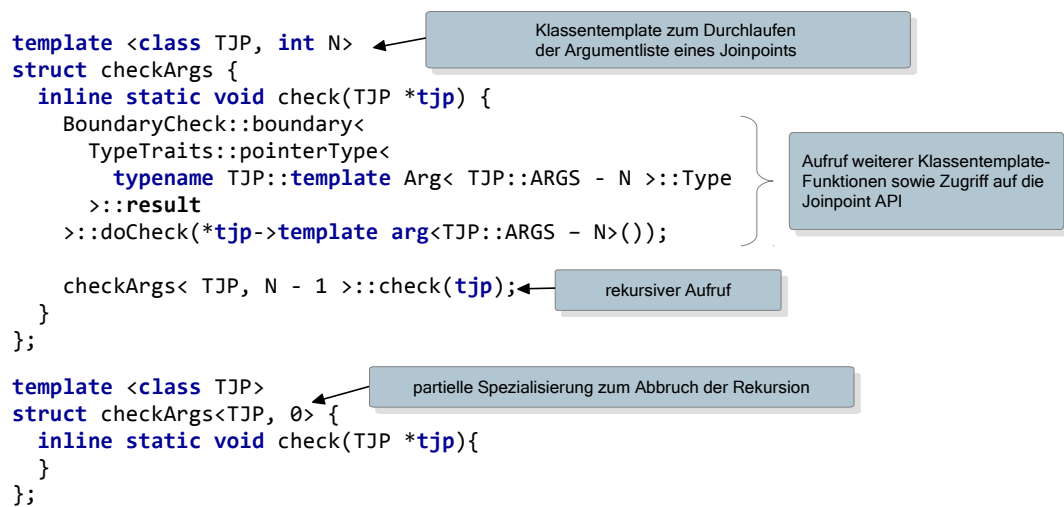 template <class TJP, int N>
Klassentemplate zum Durchlaufen
der Argumentliste eines Joinpoints
struct checkArgs {
inline static void check(TJP *tjp) {
BoundaryCheck::boundary<
TypeTraits::pointerType<
typename TJP::template Arg< TJP::ARGS - N >::Type
>::result
>::doCheck(*tjp->template arg<TJP::ARGS – N>());
Aufruf weiterer Klassentemplate-
Funktionen sowie Zugriff auf die
Joinpoint API
checkArgs< TJP, N - 1 >::check(tjp);
rekursiver Aufruf
}
};
template <class TJP>
partielle Spezialisierung zum Abbruch der Rekursion
struct checkArgs<TJP, 0> {
inline static void check(TJP *tjp){
}
};